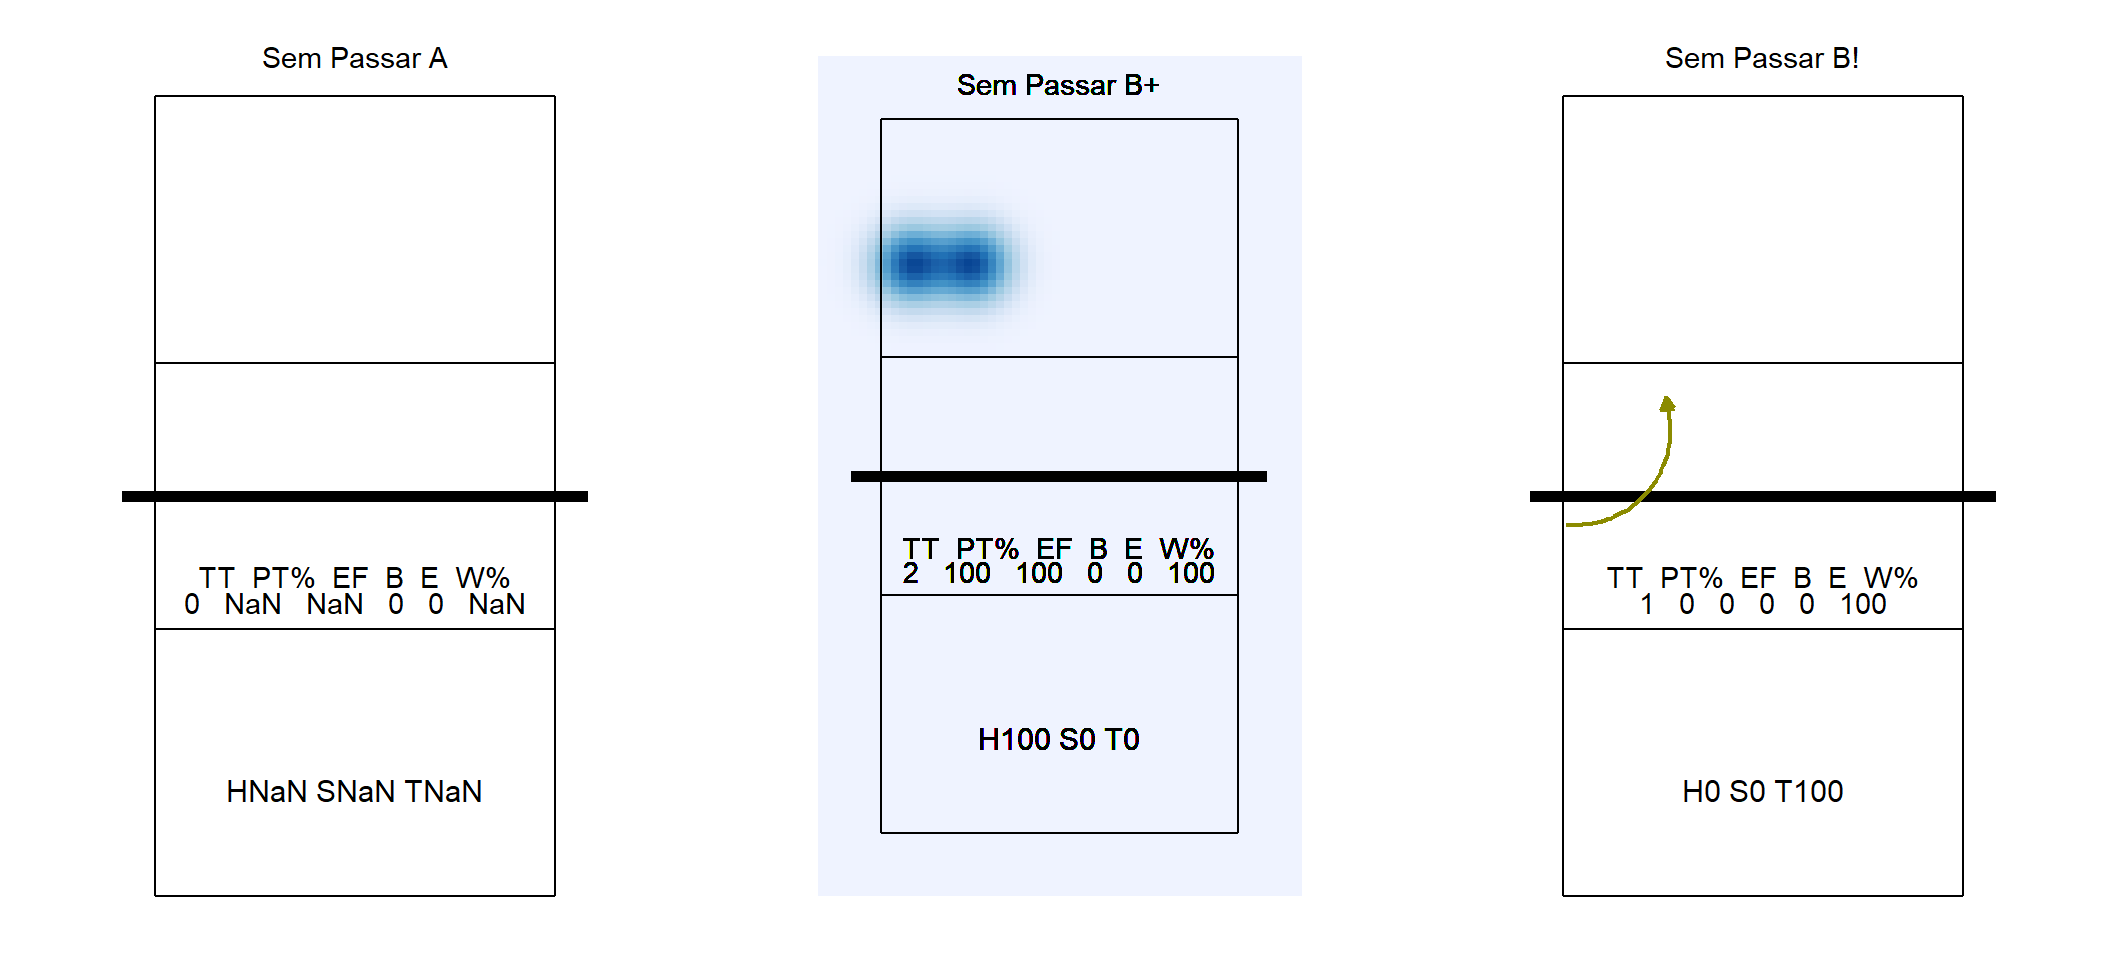 Sem Passar A
TT PT% EF B E W%
0 NaN NaN 0 0 NaN
HNaN SNaN TNaN
Sem Passar B+
TT PT% EF B E W%
2 100 100 0 0 100
H100 S0 T0
Sem Passar B!
TT PT% EF B E W%
1 0 0 0 0 100
H0 S0 T100